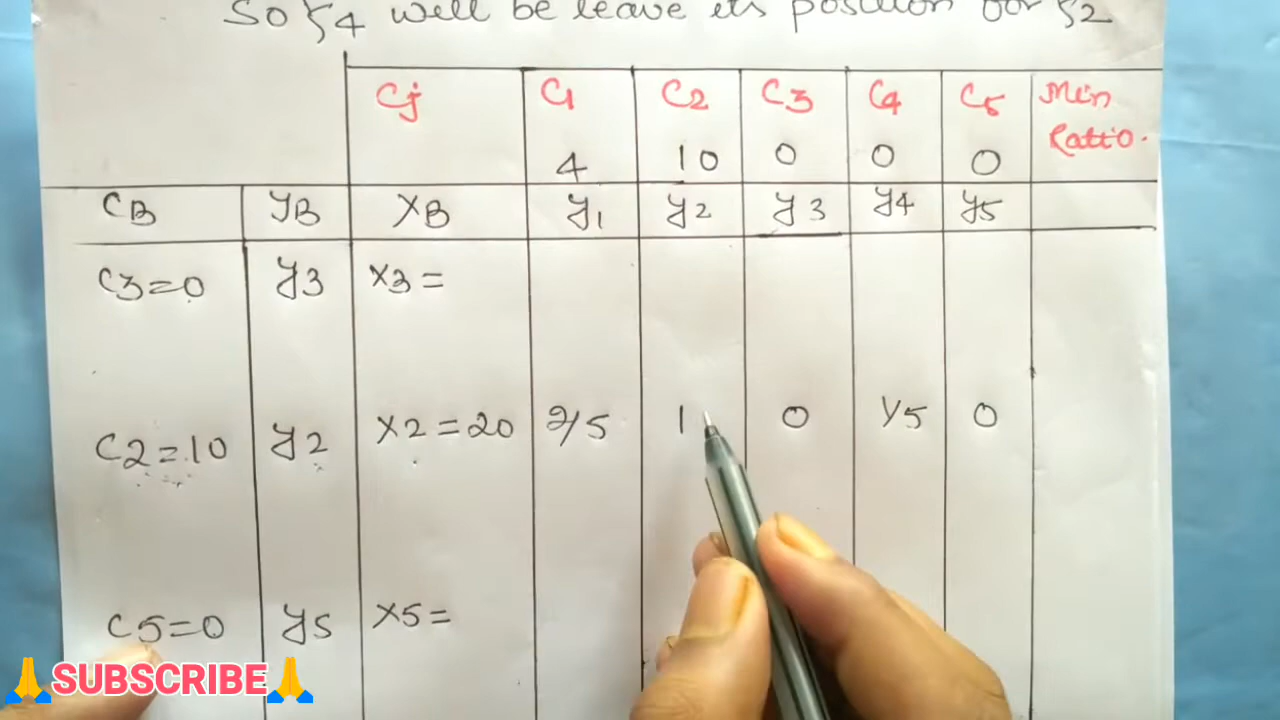 So y4 will be leave its position for y2
Cj C1 C2 C3 C4 C5 Min Ratio.
4 10 0 0 0
CB yB XB y1 y2 y3 y4 y5
C3=0 y3 X3=
C2=10 y2 X2=20 2/5 1 0 1/5 0
C5=0 y5 X5=
🙏SUBSCRIBE🙏